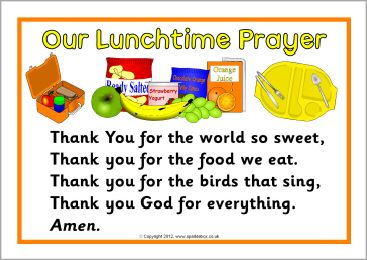 Our Lunchtime Prayer
Ready Salted
Strawberry
Yogurt
Chocolate Orange
Orange
Juice
Thank You for the world so sweet,
Thank you for the food we eat.
Thank you for the birds that sing,
Thank you God for everything.
Amen.
© Copyright 2012, www.sparklebox.co.uk